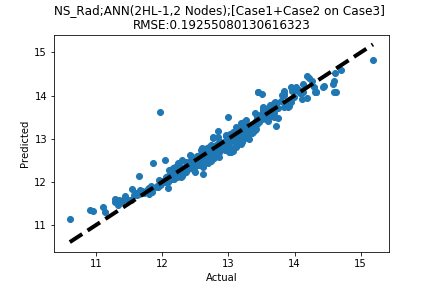 NS_Rad;ANN(2HL-1,2 Nodes);[Case1+Case2 on Case3]
RMSE:0.19255080130616323
15
14
13
12
11
Predicted
11 12 13 14 15
Actual